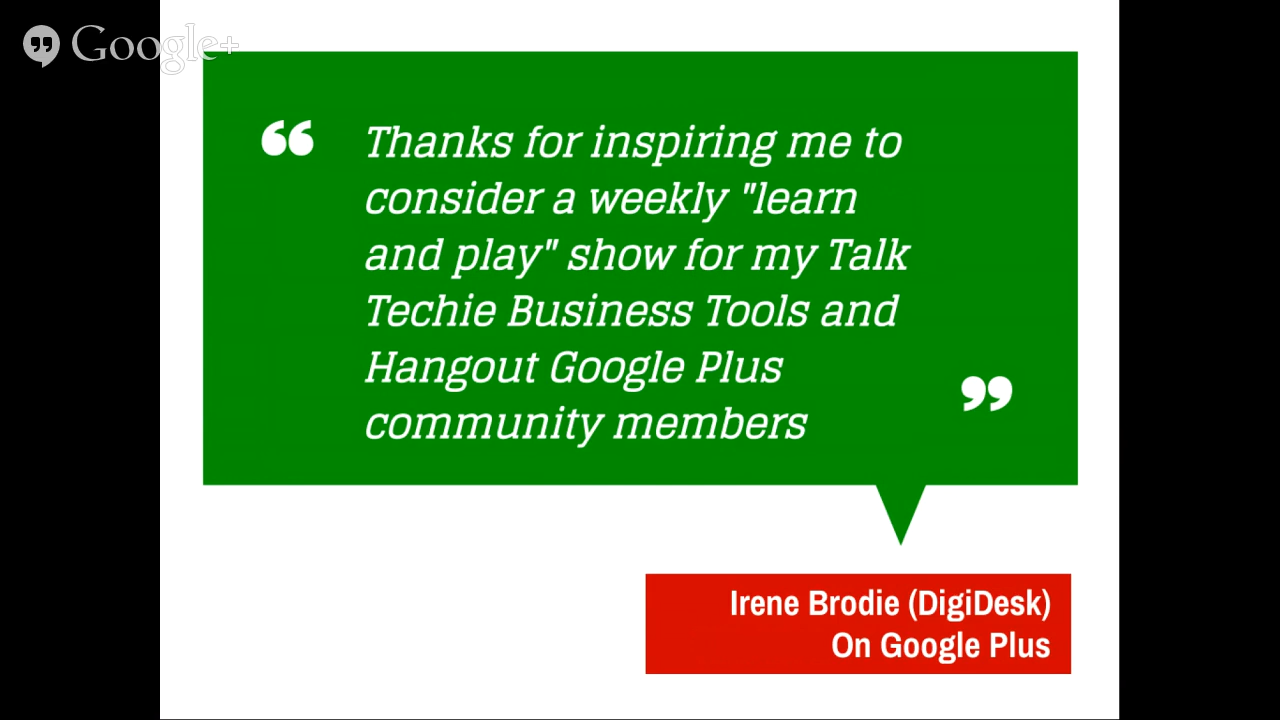 Google+
“ Thanks for inspiring me to
consider a weekly "learn
and play" show for my Talk
Techie Business Tools and
Hangout Google Plus
community members ”
Irene Brodie (DigiDesk)
On Google Plus